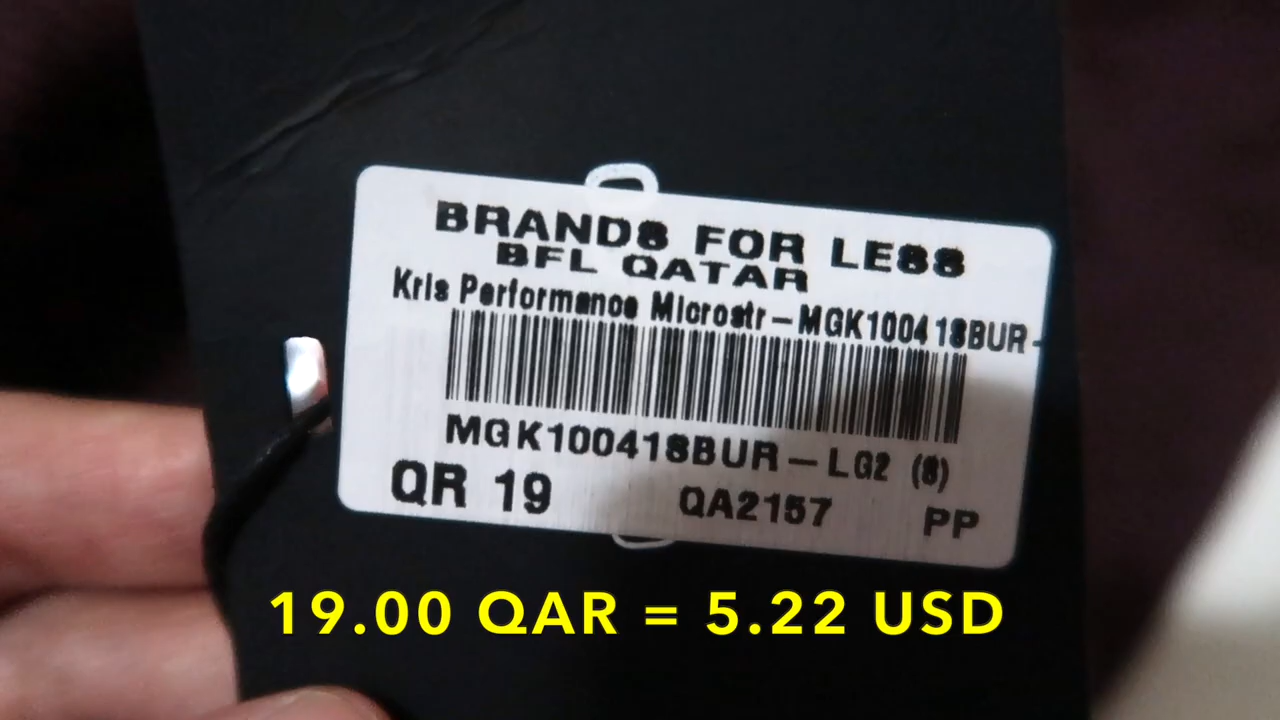 BRANDS FOR LESS
BFL QATAR
Kris Performance Microstr-MGK100418BUR-
MGK100418BUR-LG2 (8)
QR 19 QA2157 PP
19.00 QAR = 5.22 USD